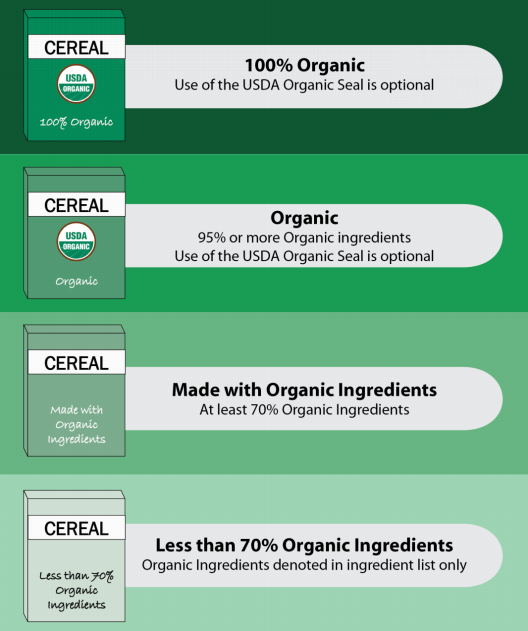 CEREAL
USDA
ORGANIC
100% Organic
100% Organic
Use of the USDA Organic Seal is optional
CEREAL
USDA
ORGANIC
Organic
Organic
95% or more Organic ingredients
Use of the USDA Organic Seal is optional
CEREAL
Made with
Organic
Ingredients
Made with Organic Ingredients
At least 70% Organic Ingredients
CEREAL
Less than 70%
Organic
Ingredients
Less than 70% Organic Ingredients
Organic Ingredients denoted in ingredient list only